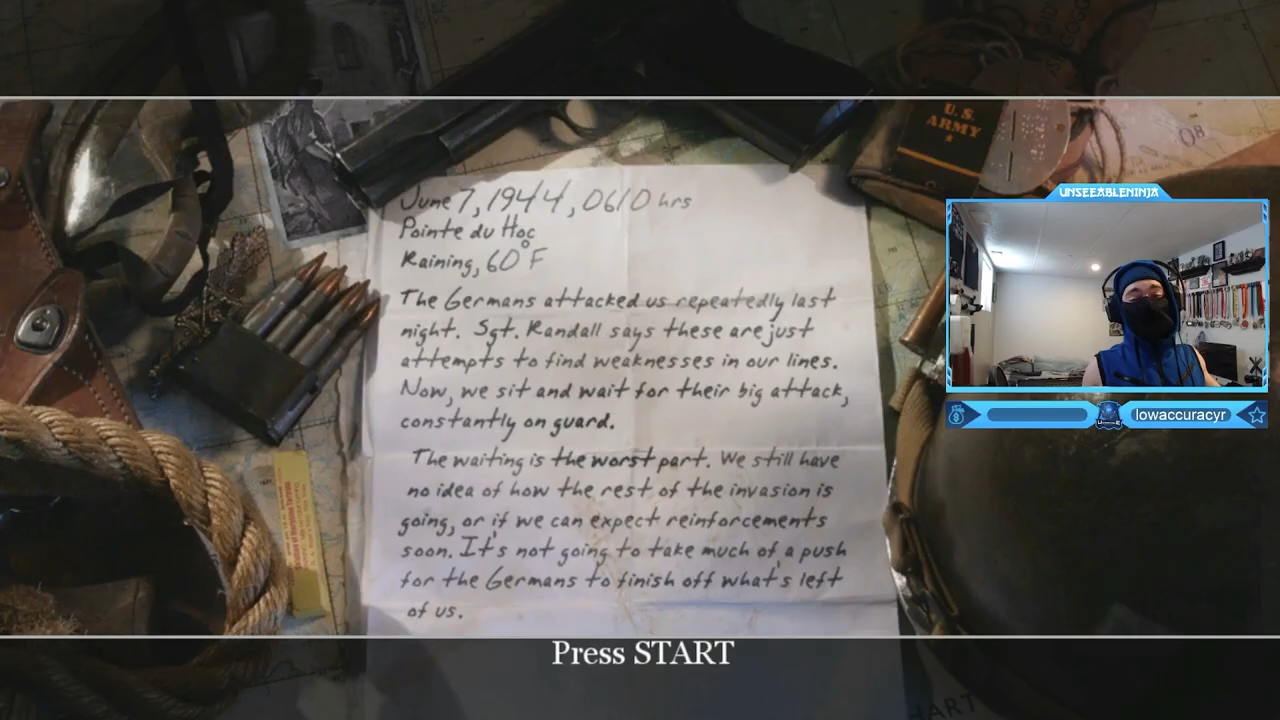 June 7, 1944, 0610 hrs
Pointe du Hoc
Raining, 60°F
The Germans attacked us repeatedly last
night. Sgt. Randall says these are just
attempts to find weaknesses in our lines.
Now, we sit and wait for their big attack,
constantly on guard.
The waiting is the worst part. We still have
no idea of how the rest of the invasion is
going, or if we can expect reinforcements
soon. It's not going to take much of a push
for the Germans to finish off what's left
of us.
Press START
U.S.
ARMY
UNSEEABLENINJA
lowaccuracyr